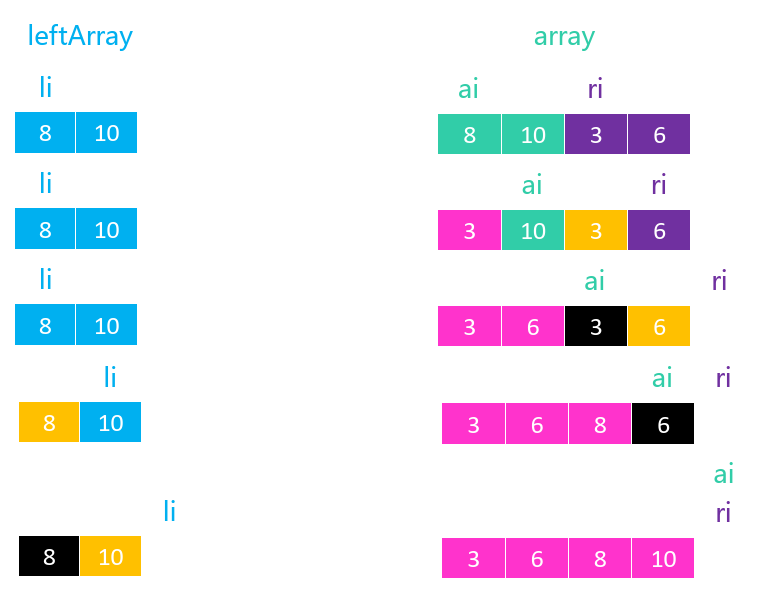 leftArray array
li ai ri
8 10 8 10 3 6
li ai ri
8 10 3 10 3 6
li ai ri
8 10 3 6 3 6
li ai ri
8 10 3 6 8 6
ai
li ri
8 10 3 6 8 10